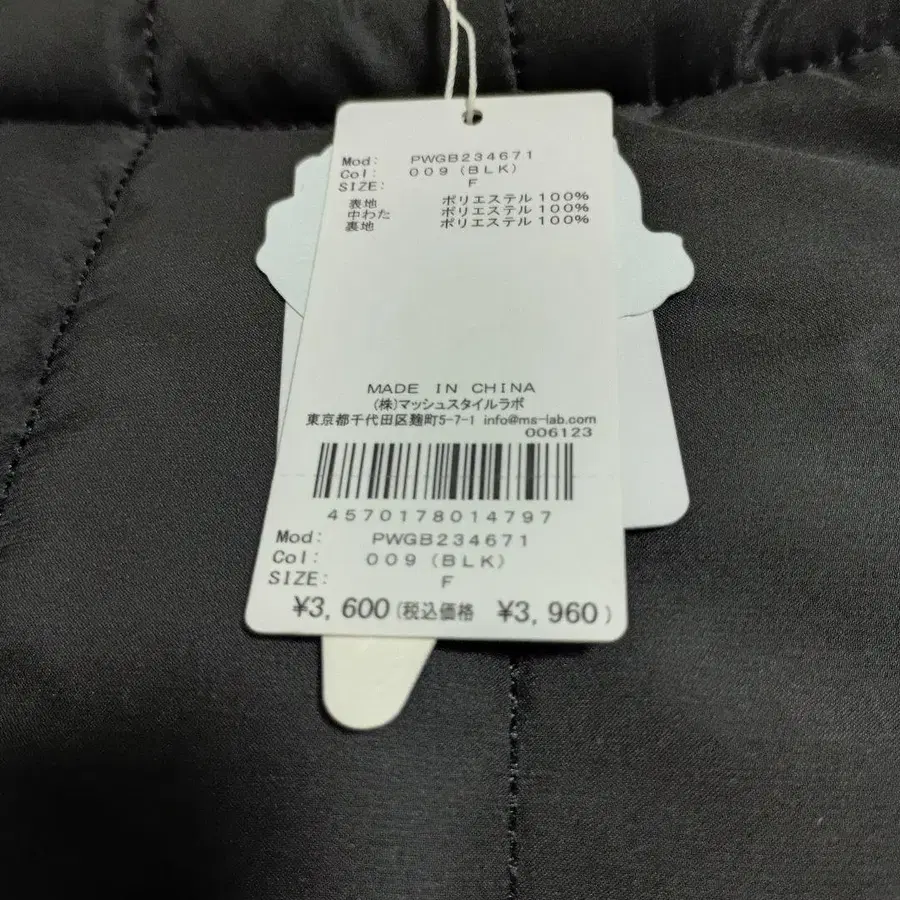 Mod: PWGB234671
Col: 009 (BLK)
SIZE: F
表地 ポリエステル 100%
中わた ポリエステル 100%
裏地 ポリエステル 100%
MADE IN CHINA
(株)マッシュスタイルラボ
東京都千代田区麹町5-7-1 info@ms-lab.com
006123
4570178014797
Mod: PWGB234671
Col: 009 (BLK)
SIZE: F
¥3,600 (税込価格 ¥3,960)